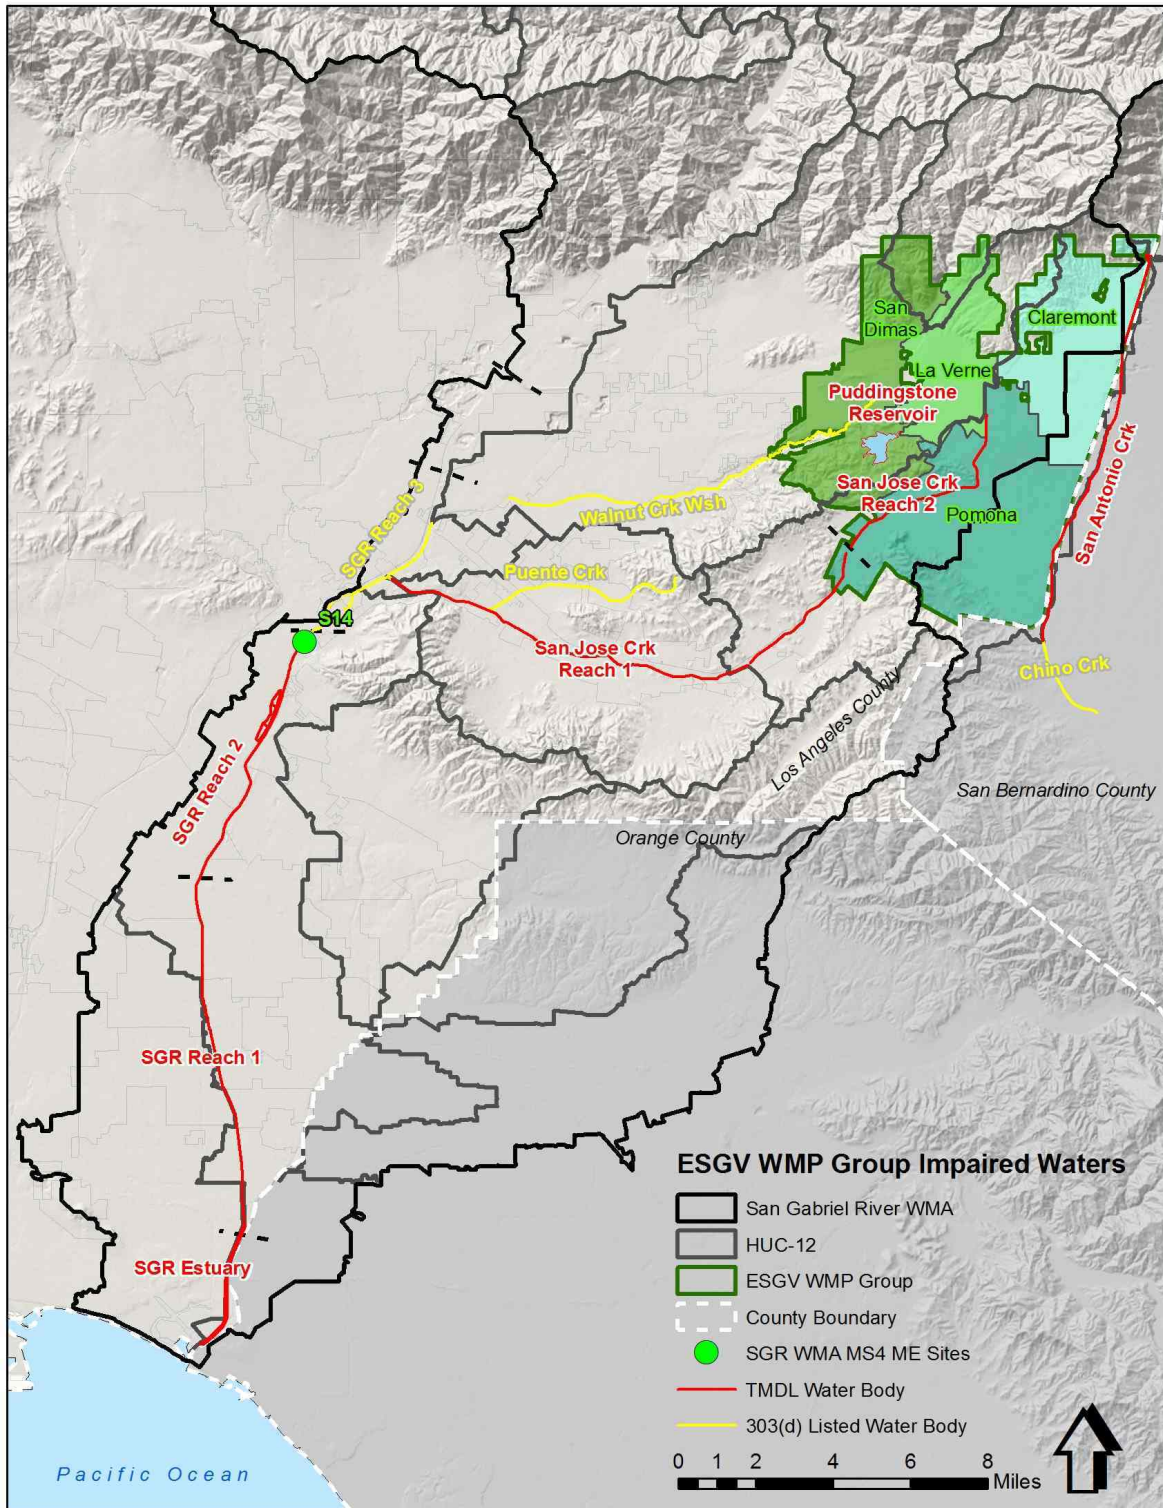 San
Dimas
Claremont
La Verne
Puddingstone
Reservoir
San Jose Crk
Reach 2
Pomona
San Antonio Crk
SGR Reach 3
Walnut Crk Wsh
Puente Crk
S14
San Jose Crk
Reach 1
Chino Crk
Los Angeles County
San Bernardino County
Orange County
SGR Reach 2
SGR Reach 1
SGR Estuary
Pacific Ocean
ESGV WMP Group Impaired Waters
San Gabriel River WMA
HUC-12
ESGV WMP Group
County Boundary
SGR WMA MS4 ME Sites
TMDL Water Body
303(d) Listed Water Body
0 1 2 4 6 8
Miles